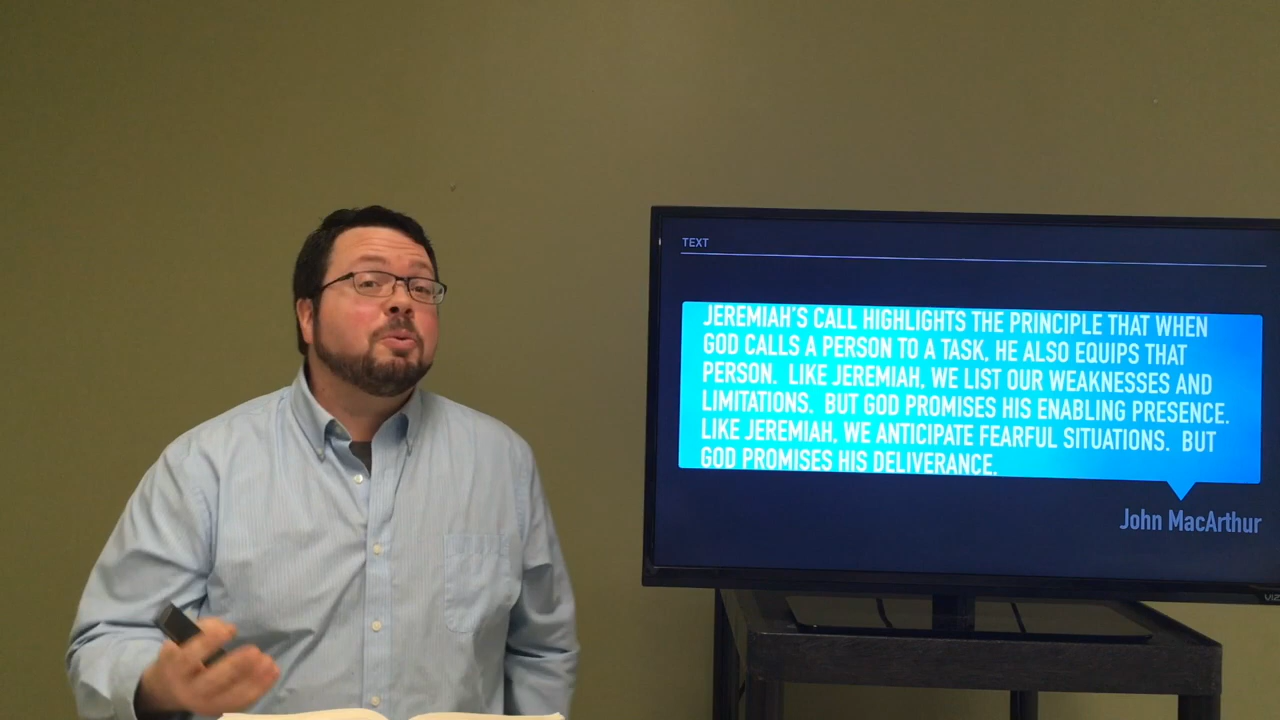 TEXT
JEREMIAH'S CALL HIGHLIGHTS THE PRINCIPLE THAT WHEN
GOD CALLS A PERSON TO A TASK, HE ALSO EQUIPS THAT
PERSON. LIKE JEREMIAH, WE LIST OUR WEAKNESSES AND
LIMITATIONS. BUT GOD PROMISES HIS ENABLING PRESENCE.
LIKE JEREMIAH, WE ANTICIPATE FEARFUL SITUATIONS. BUT
GOD PROMISES HIS DELIVERANCE.
John MacArthur